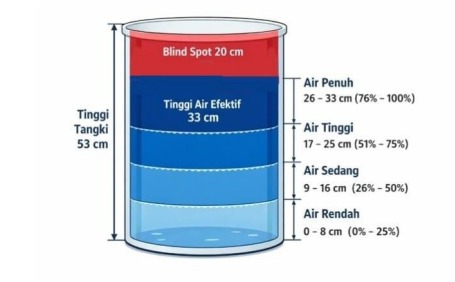 Blind Spot 20 cm
Tinggi Air Efektif
33 cm
Tinggi
Tangki
53 cm
Air Penuh
26 – 33 cm (76% – 100%)
Air Tinggi
17 – 25 cm (51% – 75%)
Air Sedang
9 – 16 cm (26% – 50%)
Air Rendah
0 – 8 cm (0% – 25%)